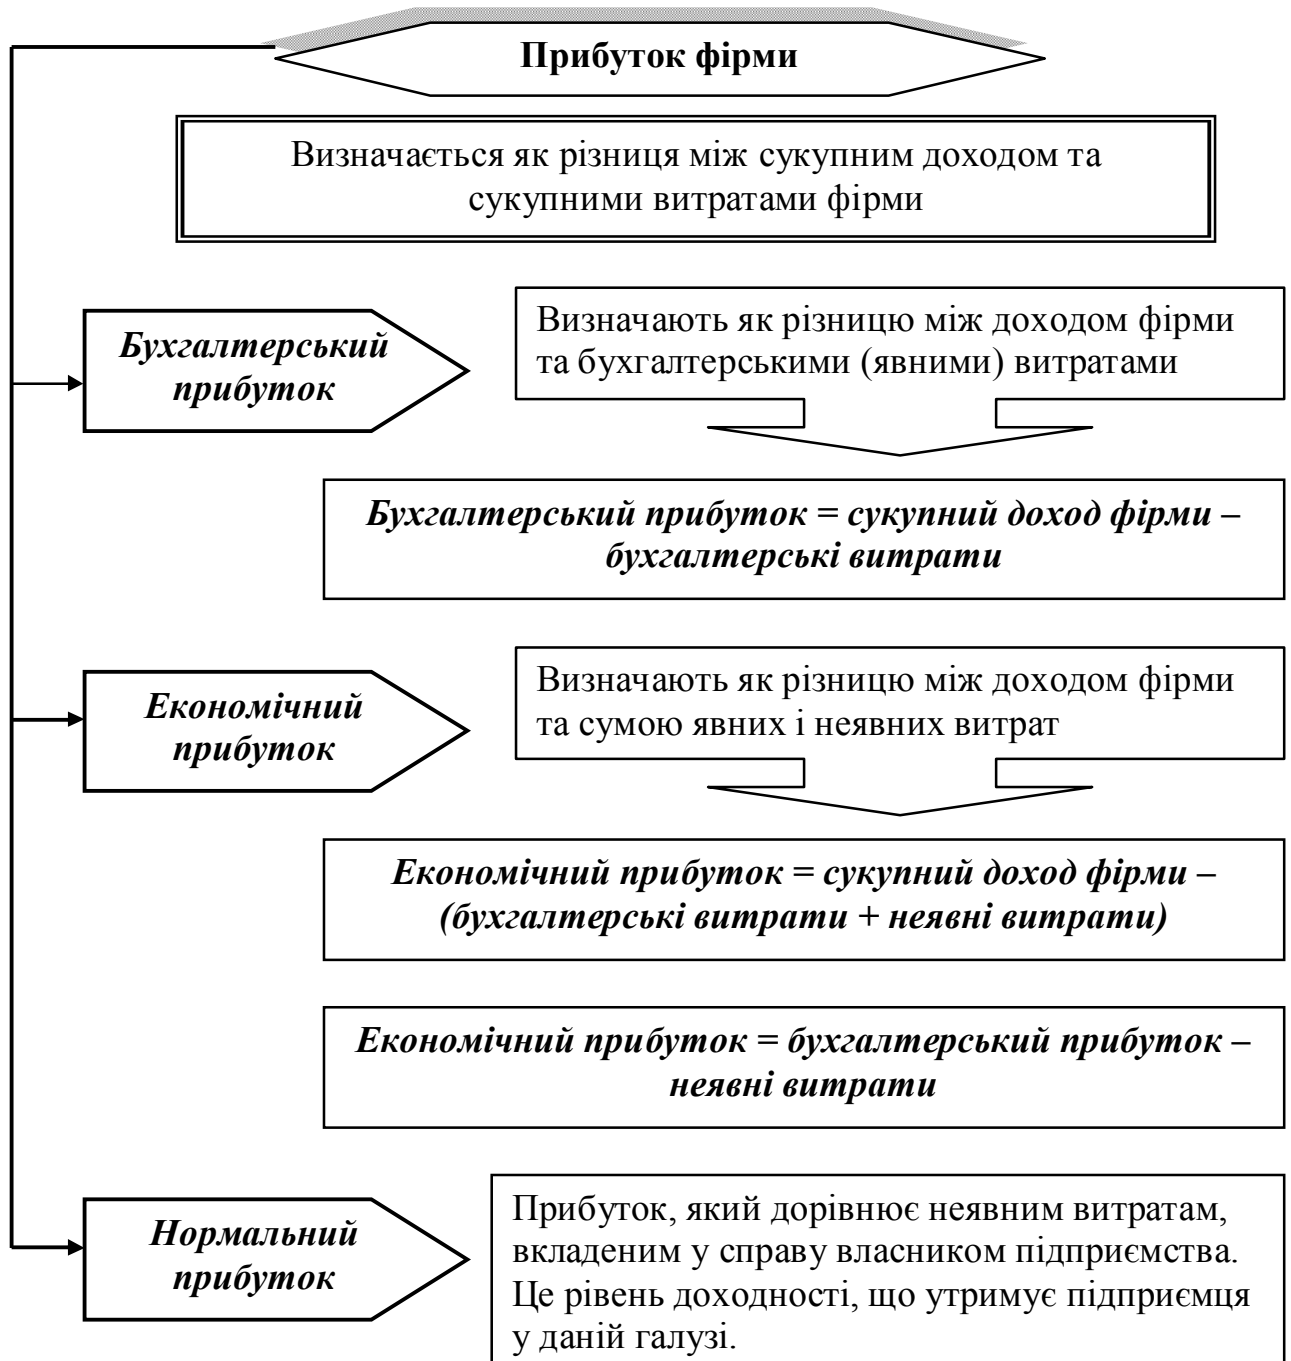 Прибуток фірми
Визначається як різниця між сукупним доходом та
сукупними витратами фірми
Бухгалтерський
прибуток
Визначають як різницю між доходом фірми
та бухгалтерськими (явними) витратами
Бухгалтерський прибуток = сукупний доход фірми –
бухгалтерські витрати
Економічний
прибуток
Визначають як різницю між доходом фірми
та сумою явних і неявних витрат
Економічний прибуток = сукупний доход фірми –
(бухгалтерські витрати + неявні витрати)
Економічний прибуток = бухгалтерський прибуток –
неявні витрати
Нормальний
прибуток
Прибуток, який дорівнює неявним витратам,
вкладеним у справу власником підприємства.
Це рівень доходності, що утримує підприємця
у даній галузі.